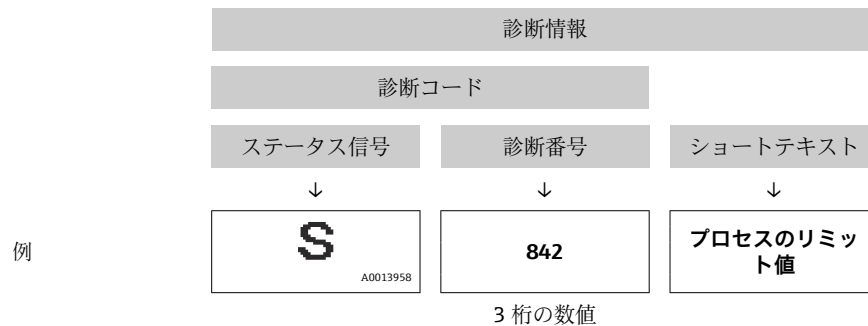 診断情報
診断コード
ステータス信号 診断番号 ショートテキスト
↓ ↓ ↓
例
S
A0013958
842
プロセスのリミッ
ト値
3 桁の数値